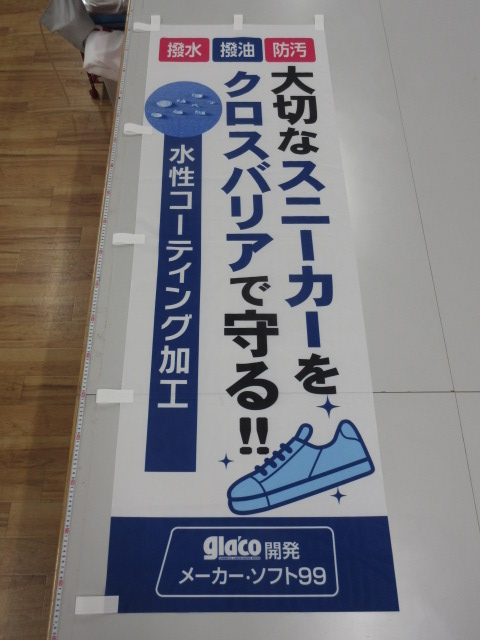 撥水 撥油 防汚
大切なスニーカーを
クロスバリアで守る!!
水性コーティング加工
glaco開発
メーカー・ソフト99